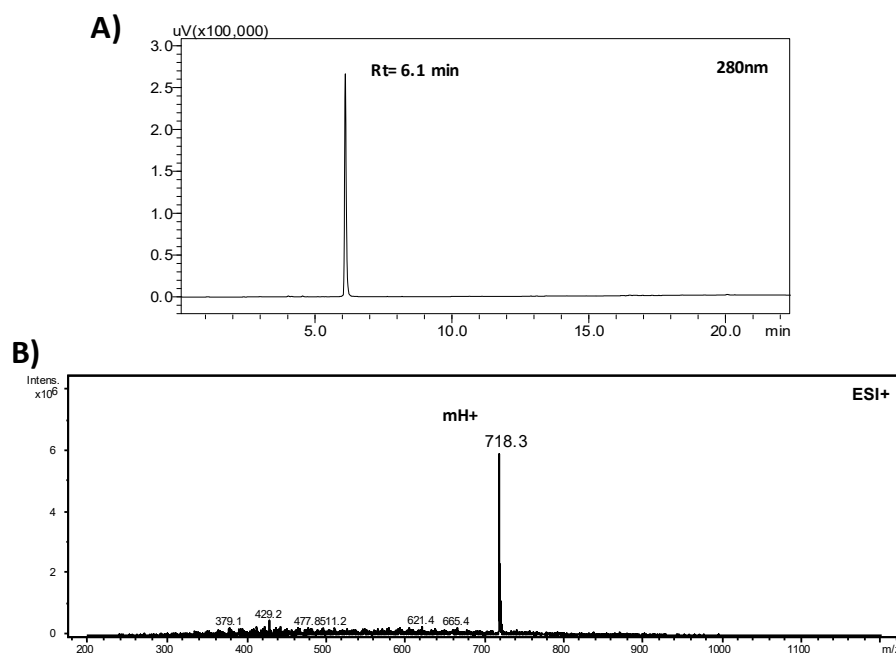 A)
uV(x100,000)
3.0
Rt= 6.1 min
280nm
2.5
2.0
1.5
1.0
0.5
0.0
5.0 10.0 15.0 20.0 min
B)
Intens.
x10⁶
ESI+
mH+
718.3
6
4
2
0
379.1 429.2 477.8 511.2 621.4 665.4
200 300 400 500 600 700 800 900 1000 1100